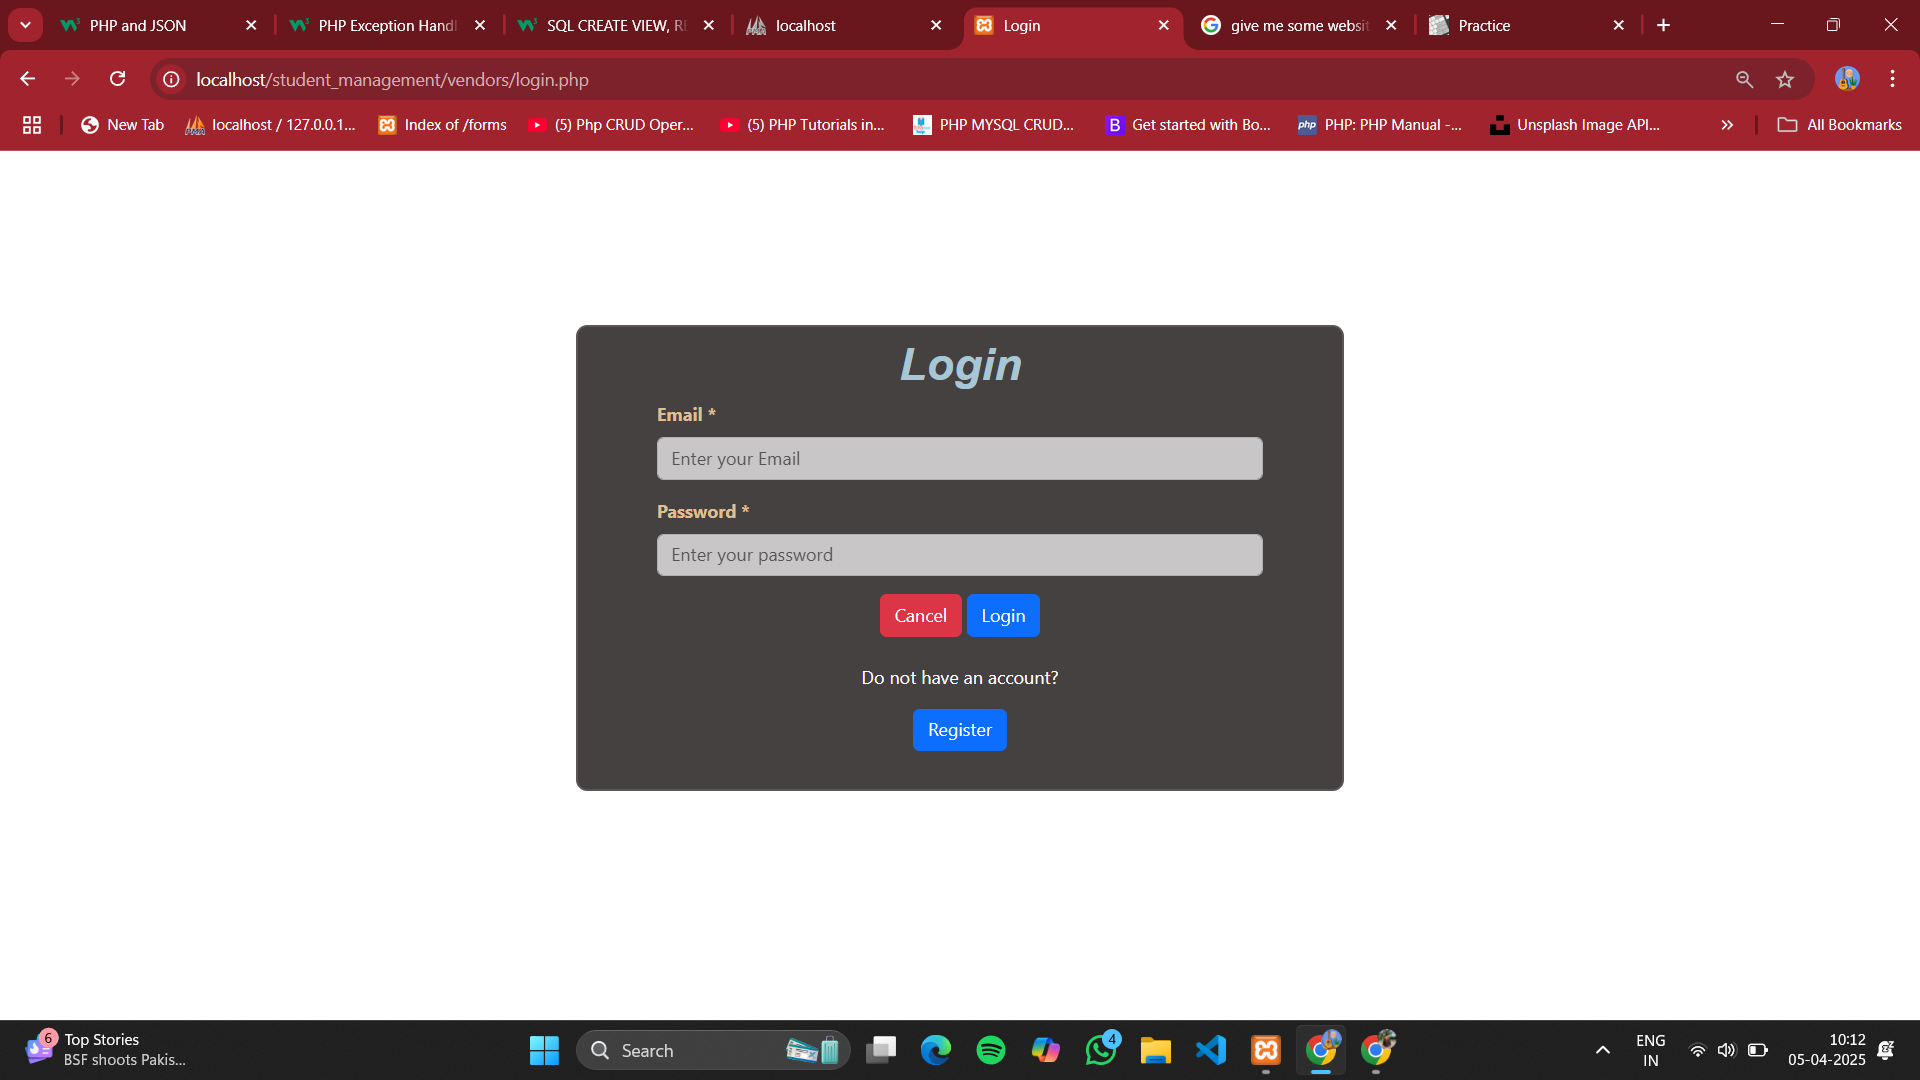 PHP and JSON
PHP Exception Handl
SQL CREATE VIEW, RE
localhost
Login
give me some websit
Practice
localhost/student_management/vendors/login.php
New Tab
localhost / 127.0.0.1...
Index of /forms
(5) Php CRUD Oper...
(5) PHP Tutorials in...
PHP MYSQL CRUD...
B
Get started with Bo...
php
PHP: PHP Manual -...
Unsplash Image API...
All Bookmarks
Login
Email *
Enter your Email
Password *
Enter your password
Cancel Login
Do not have an account?
Register
6
Top Stories
BSF shoots Pakis...
Search
4
ENG
IN
10:12
05-04-2025